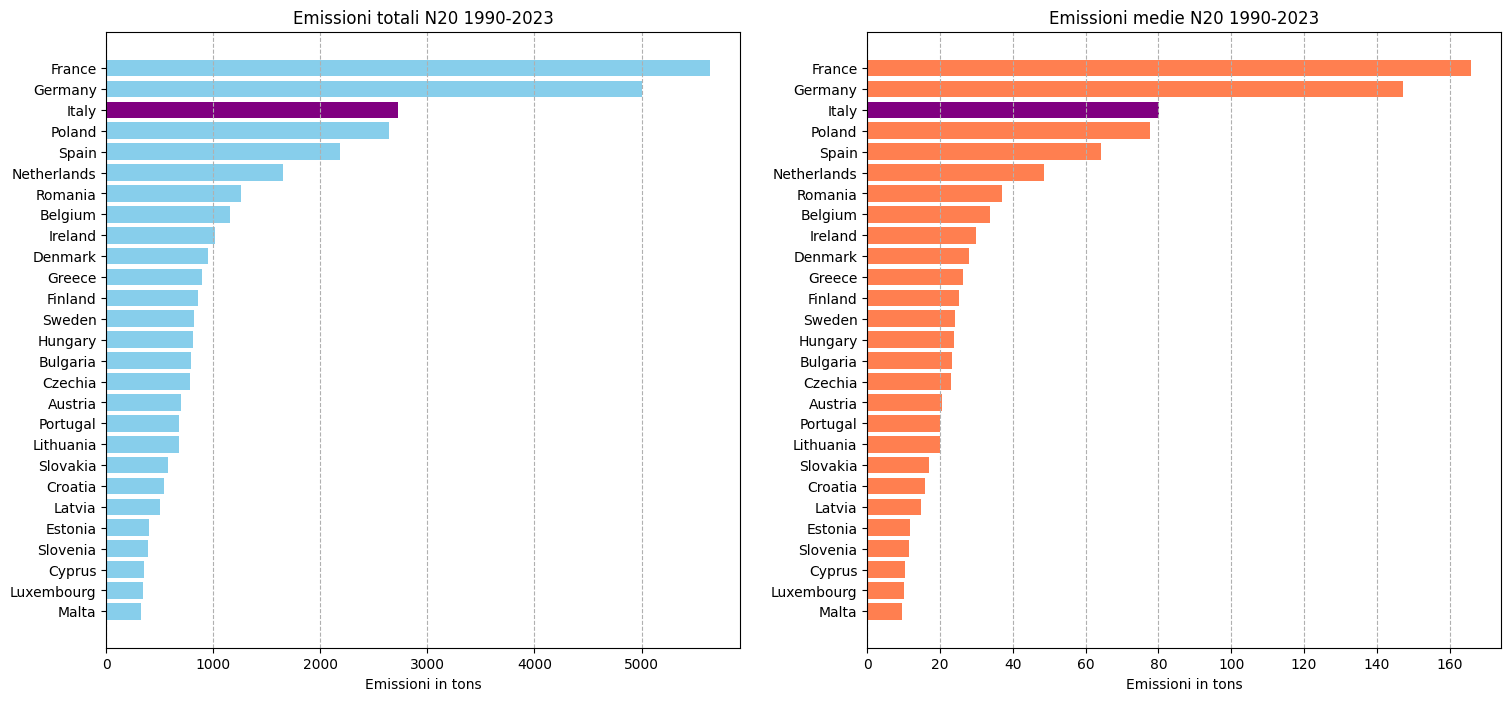 Emissioni totali N20 1990-2023
France
Germany
Italy
Poland
Spain
Netherlands
Romania
Belgium
Ireland
Denmark
Greece
Finland
Sweden
Hungary
Bulgaria
Czechia
Austria
Portugal
Lithuania
Slovakia
Croatia
Latvia
Estonia
Slovenia
Cyprus
Luxembourg
Malta
0 1000 2000 3000 4000 5000
Emissioni in tons
Emissioni medie N20 1990-2023
France
Germany
Italy
Poland
Spain
Netherlands
Romania
Belgium
Ireland
Denmark
Greece
Finland
Sweden
Hungary
Bulgaria
Czechia
Austria
Portugal
Lithuania
Slovakia
Croatia
Latvia
Estonia
Slovenia
Cyprus
Luxembourg
Malta
0 20 40 60 80 100 120 140 160
Emissioni in tons